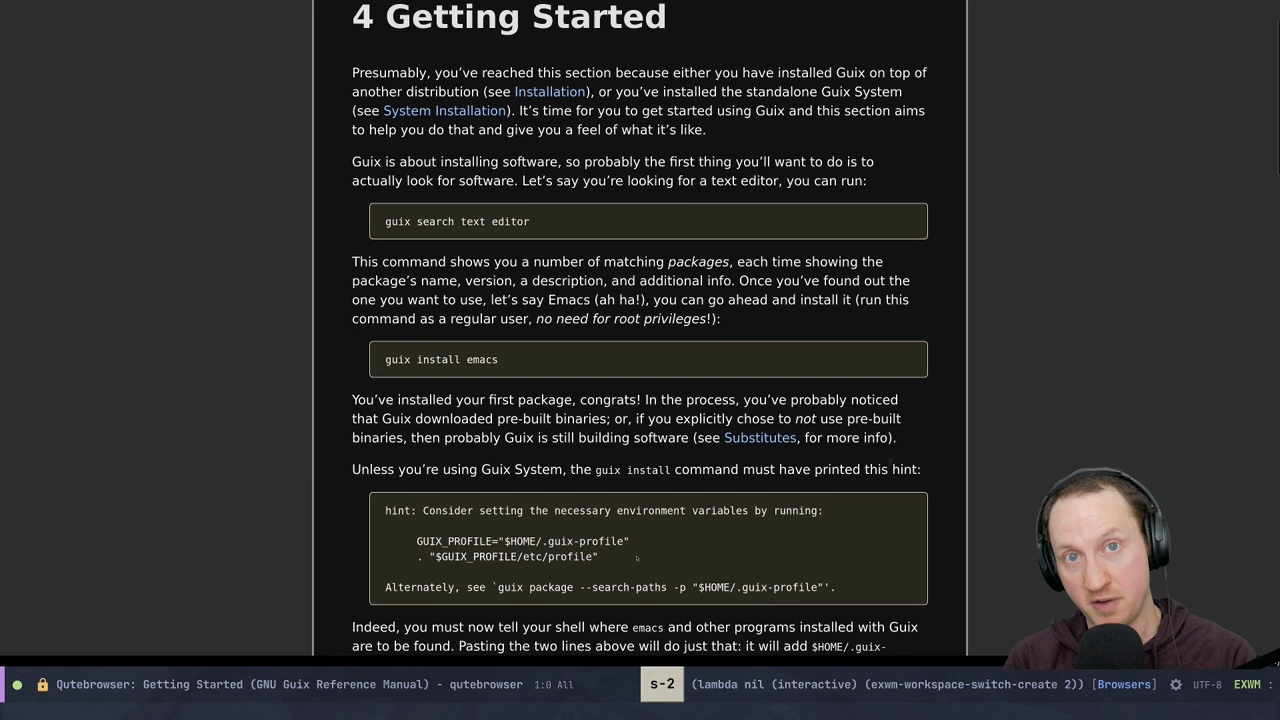 4 Getting Started
Presumably, you’ve reached this section because either you have installed Guix on top of
another distribution (see Installation), or you’ve installed the standalone Guix System
(see System Installation). It’s time for you to get started using Guix and this section aims
to help you do that and give you a feel of what it’s like.
Guix is about installing software, so probably the first thing you’ll want to do is to
actually look for software. Let’s say you’re looking for a text editor, you can run:
guix search text editor
This command shows you a number of matching packages, each time showing the
package’s name, version, a description, and additional info. Once you’ve found out the
one you want to use, let’s say Emacs (ah ha!), you can go ahead and install it (run this
command as a regular user, no need for root privileges!):
guix install emacs
You’ve installed your first package, congrats! In the process, you’ve probably noticed
that Guix downloaded pre-built binaries; or, if you explicitly chose to not use pre-built
binaries, then probably Guix is still building software (see Substitutes, for more info).
Unless you’re using Guix System, the guix install command must have printed this hint:
hint: Consider setting the necessary environment variables by running:
GUIX_PROFILE="$HOME/.guix-profile"
. "$GUIX_PROFILE/etc/profile"
Alternately, see `guix package --search-paths -p "$HOME/.guix-profile"'.
Indeed, you must now tell your shell where emacs and other programs installed with Guix
are to be found. Pasting the two lines above will do just that: it will add $HOME/.guix-
Qutebrowser: Getting Started (GNU Guix Reference Manual) - qutebrowser 1:0 All s-2 (lambda nil (interactive) (exwm-workspace-switch-create 2)) [Browsers] UTF-8 EXWM :